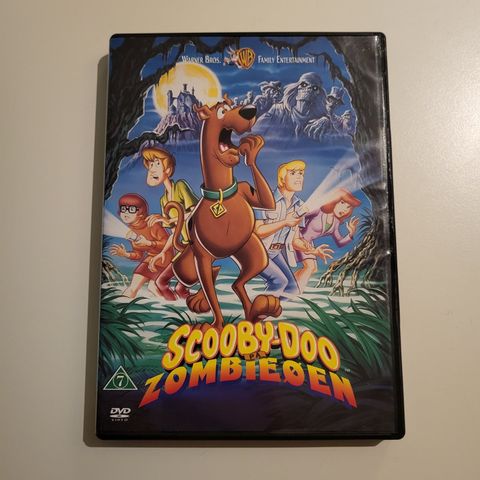 WARNER BROS. WB FAMILY ENTERTAINMENT
SCOOBY-DOO
PÅ
ZOMBIEØEN
7
DVD
VIDEO